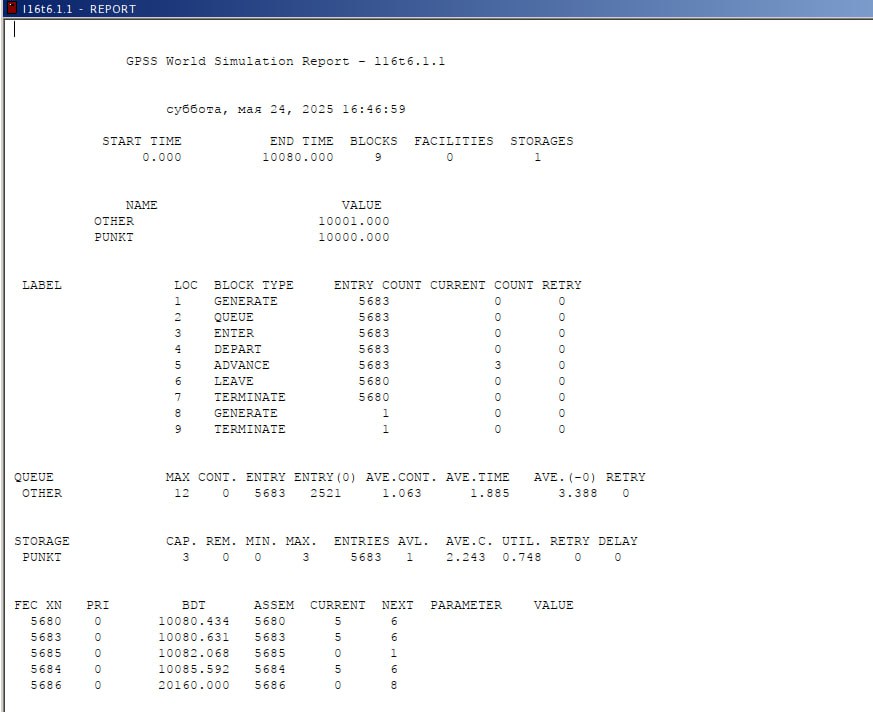 l16t6.1.1 - REPORT
GPSS World Simulation Report - l16t6.1.1
суббота, мая 24, 2025 16:46:59
START TIME END TIME BLOCKS FACILITIES STORAGES
0.000 10080.000 9 0 1
NAME VALUE
OTHER 10001.000
PUNKT 10000.000
LABEL LOC BLOCK TYPE ENTRY COUNT CURRENT COUNT RETRY
1 GENERATE 5683 0 0
2 QUEUE 5683 0 0
3 ENTER 5683 0 0
4 DEPART 5683 0 0
5 ADVANCE 5683 3 0
6 LEAVE 5680 0 0
7 TERMINATE 5680 0 0
8 GENERATE 1 0 0
9 TERMINATE 1 0 0
QUEUE MAX CONT. ENTRY ENTRY(0) AVE.CONT. AVE.TIME AVE.(-0) RETRY
OTHER 12 0 5683 2521 1.063 1.885 3.388 0
STORAGE CAP. REM. MIN. MAX. ENTRIES AVL. AVE.C. UTIL. RETRY DELAY
PUNKT 3 0 0 3 5683 1 2.243 0.748 0 0
FEC XN PRI BDT ASSEM CURRENT NEXT PARAMETER VALUE
5680 0 10080.434 5680 5 6
5683 0 10080.631 5683 5 6
5685 0 10082.068 5685 0 1
5684 0 10085.592 5684 5 6
5686 0 20160.000 5686 0 8